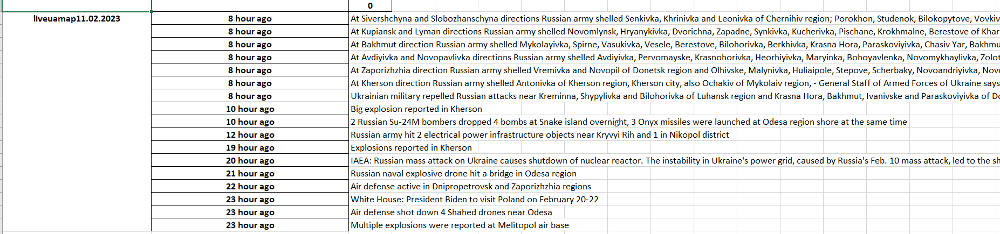 0
liveuamap11.02.2023
8 hour ago At Sivershchyna and Slobozhanschyna directions Russian army shelled Senkivka, Khrinivka and Leonivka of Chernihiv region; Porokhon, Studenok, Bilokopytove, Vovkiv
8 hour ago At Kupiansk and Lyman directions Russian army shelled Novomlynsk, Hryanykivka, Dvorichna, Zapadne, Synkivka, Kucherivka, Pischane, Krokhmalne, Berestove of Khar
8 hour ago At Bakhmut direction Russian army shelled Mykolayivka, Spirne, Vasukivka, Vesele, Berestove, Bilohorivka, Berkhivka, Krasna Hora, Paraskoviyivka, Chasiv Yar, Bakhmu
8 hour ago At Avdiyivka and Novopavlivka directions Russian army shelled Avdiyivka, Pervomayske, Krasnohorivka, Heorhiyivka, Maryinka, Bohoyavlenka, Novomykhaylivka, Zolot
8 hour ago At Zaporizhzhia direction Russian army shelled Vremivka and Novopil of Donetsk region and Olhivske, Malynivka, Huliaipole, Stepove, Scherbaky, Novoandriyivka, Nov
8 hour ago At Kherson direction Russian army shelled Antonivka of Kherson region, Kherson city, also Ochakiv of Mykolaiv region, - General Staff of Armed Forces of Ukraine says
8 hour ago Ukrainian military repelled Russian attacks near Kreminna, Shypylivka and Bilohorivka of Luhansk region and Krasna Hora, Bakhmut, Ivanivske and Paraskoviyivka of Do
10 hour ago Big explosion reported in Kherson
10 hour ago 2 Russian Su-24M bombers dropped 4 bombs at Snake island overnight, 3 Onyx missiles were launched at Odesa region shore at the same time
12 hour ago Russian army hit 2 electrical power infrastructure objects near Kryvyi Rih and 1 in Nikopol district
19 hour ago Explosions reported in Kherson
20 hour ago IAEA: Russian mass attack on Ukraine causes shutdown of nuclear reactor. The instability in Ukraine's power grid, caused by Russia's Feb. 10 mass attack, led to the sh
21 hour ago Russian naval explosive drone hit a bridge in Odesa region
22 hour ago Air defense active in Dnipropetrovsk and Zaporizhzhia regions
23 hour ago White House: President Biden to visit Poland on February 20-22
23 hour ago Air defense shot down 4 Shahed drones near Odesa
23 hour ago Multiple explosions were reported at Melitopol air base